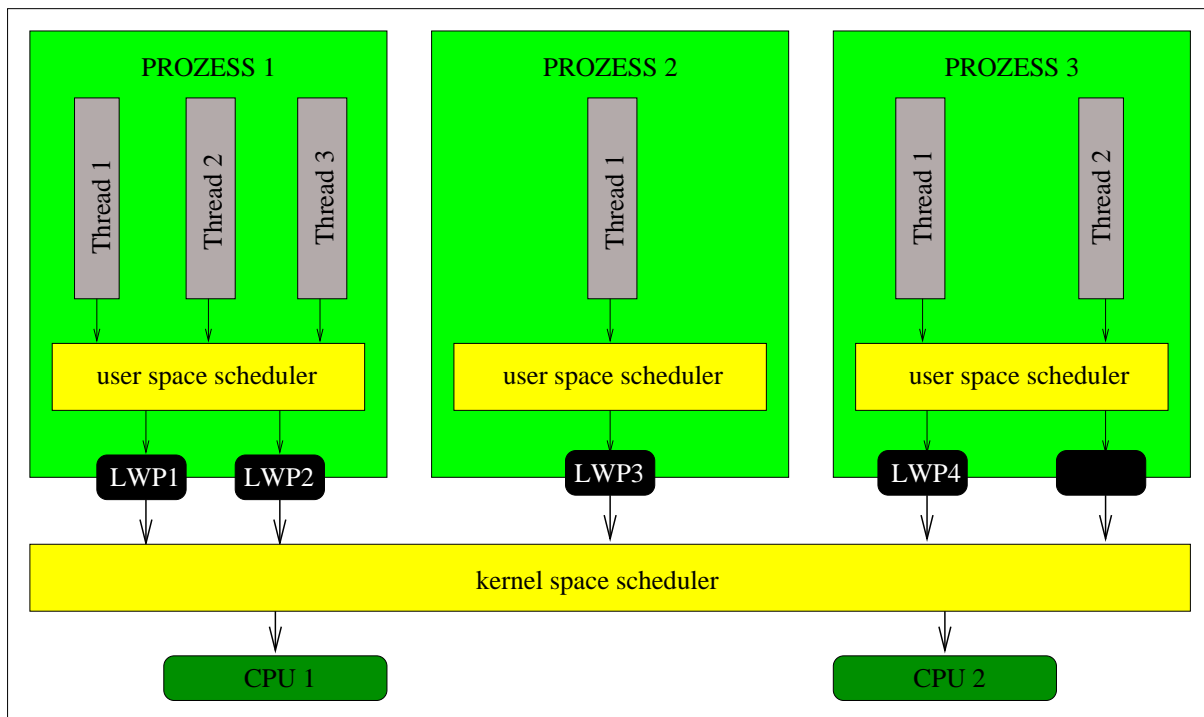 PROZESS 1
PROZESS 2
PROZESS 3
Thread 1
Thread 2
Thread 3
Thread 1
Thread 1
Thread 2
user space scheduler
user space scheduler
user space scheduler
LWP1
LWP2
LWP3
LWP4
kernel space scheduler
CPU 1
CPU 2